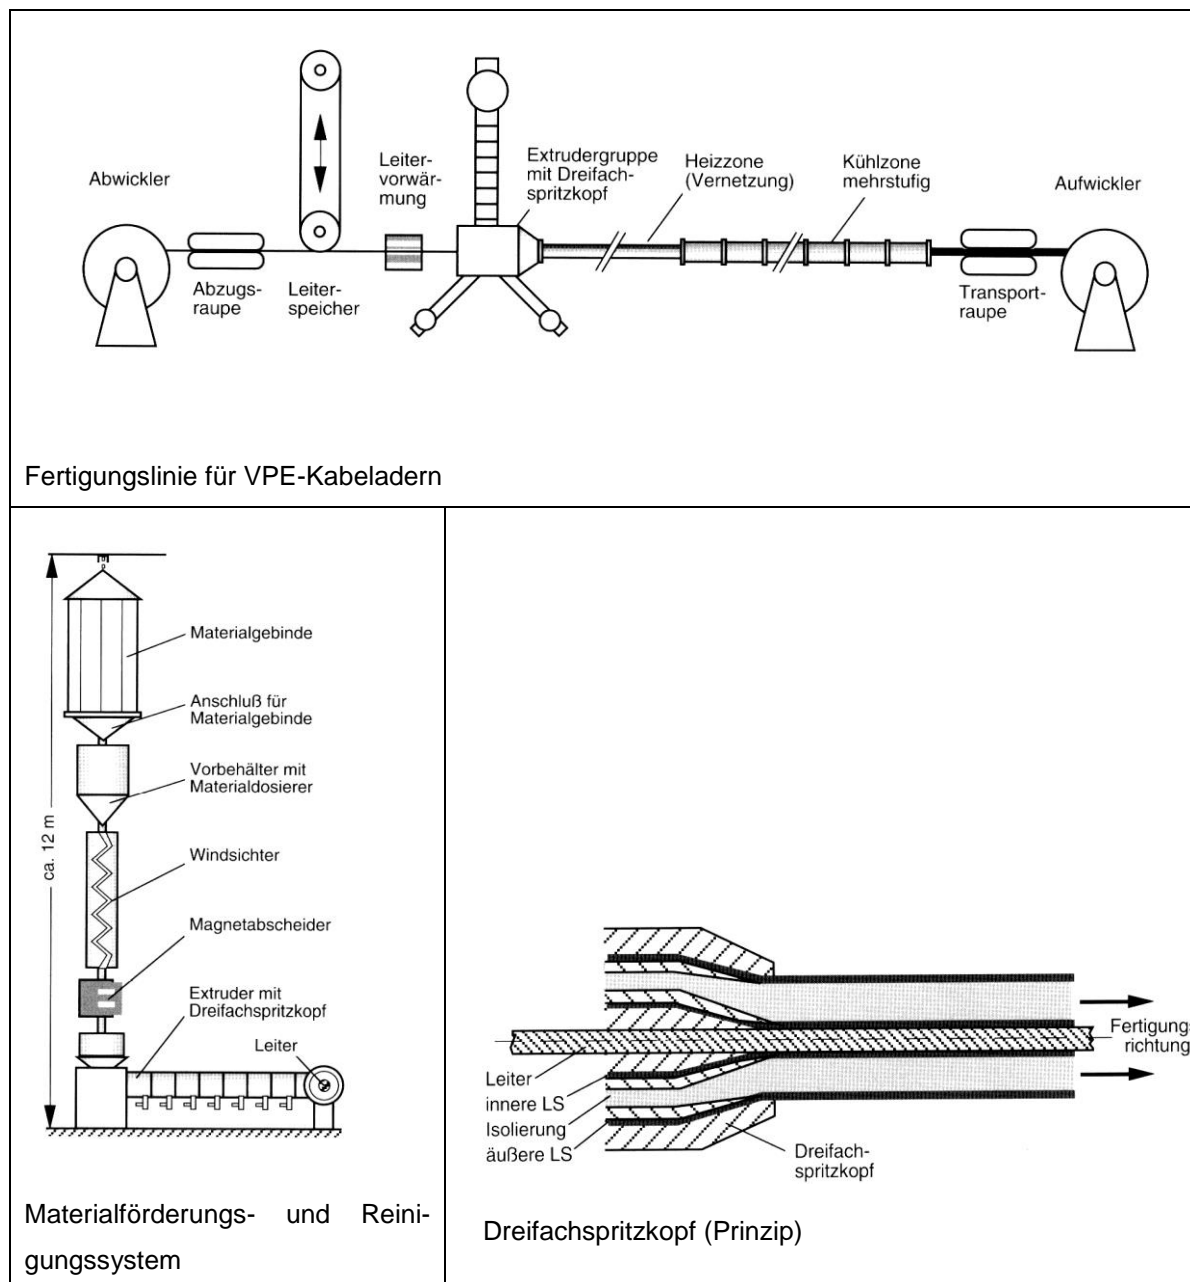 Abwickler
Leiter-
vorwär-
mung
Extrudergruppe
mit Dreifach-
spritzkopf
Heizzone
(Vernetzung)
Kühlzone
mehrstufig
Aufwickler
Abzugs-
raupe
Leiter-
speicher
Transport-
raupe
Fertigungslinie für VPE-Kabeladern
ca. 12 m
Materialgebinde
Anschluß für
Materialgebinde
Vorbehälter mit
Materialdosierer
Windsichter
Magnetabscheider
Extruder mit
Dreifachspritzkopf
Leiter
Materialförderungs- und Reini-
gungssystem
Leiter
innere LS
Isolierung
äußere LS
Dreifach-
spritzkopf
Fertigungs-
richtung
Dreifachspritzkopf (Prinzip)